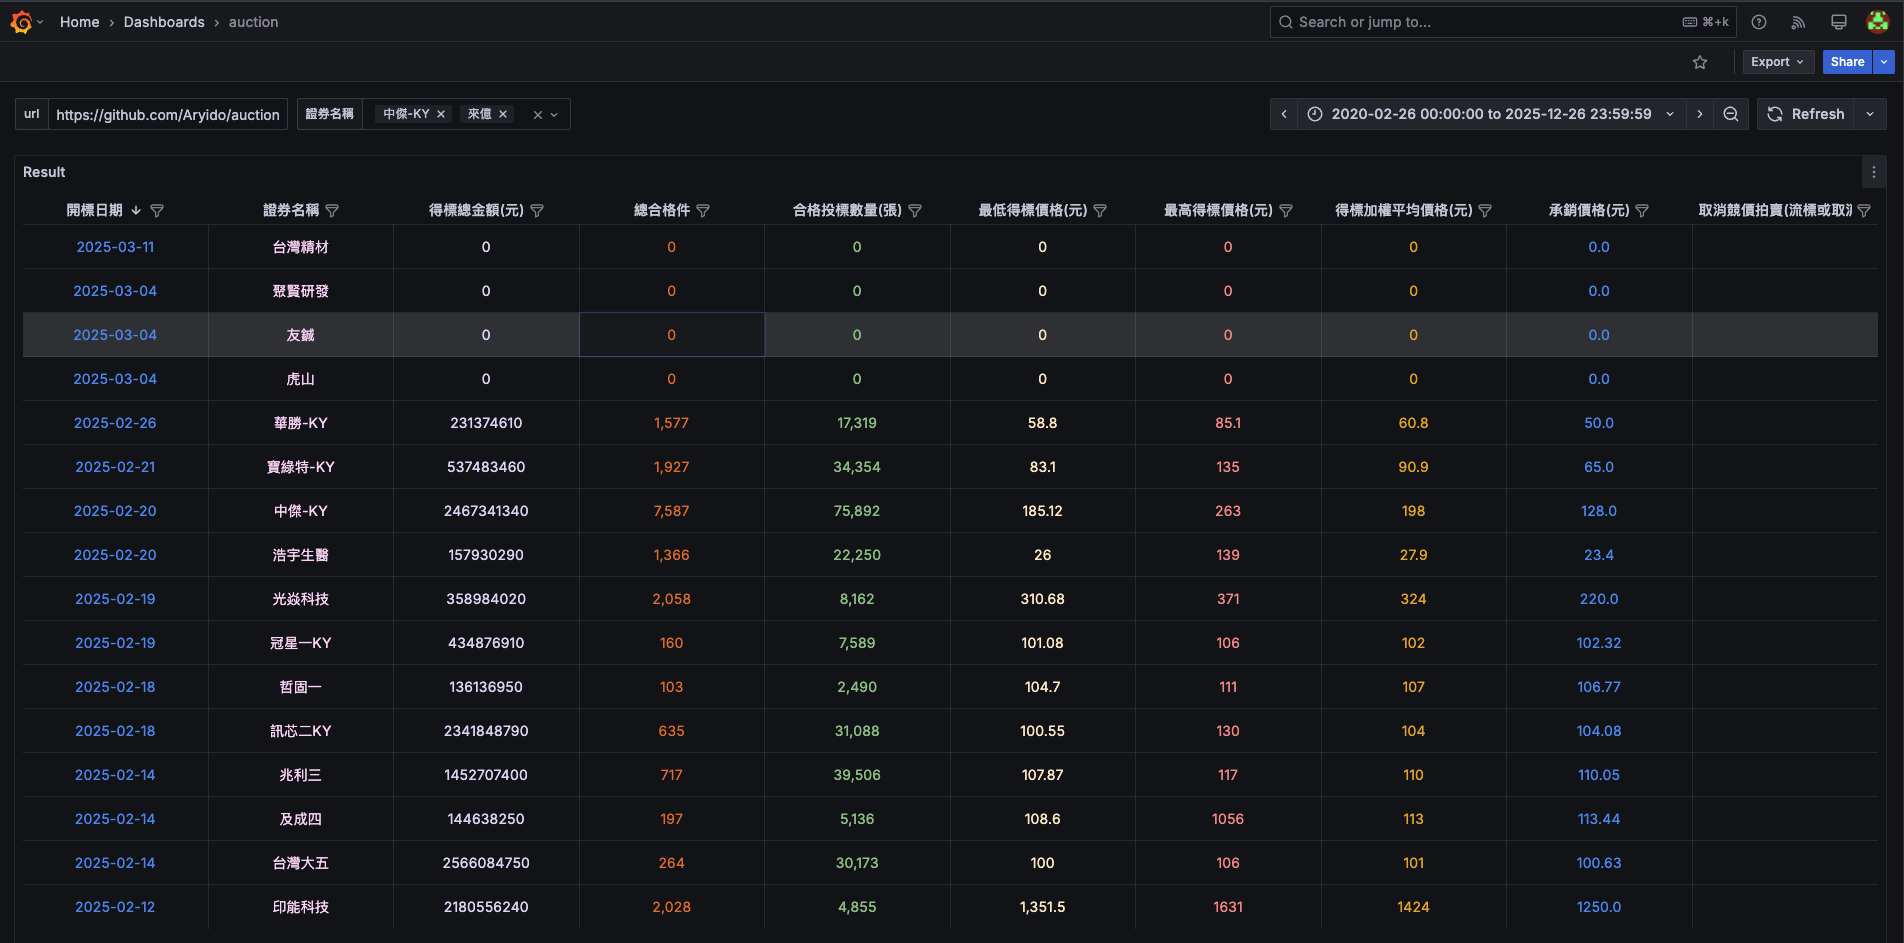 Home › Dashboards › auction
Search or jump to...
⌘+k
Export
Share
url
https://github.com/Aryido/auction
證券名稱
中傑-KY ×
來億 ×
2020-02-26 00:00:00 to 2025-12-26 23:59:59
Refresh
Result
開標日期 證券名稱 得標總金額(元) 總合格件 合格投標數量(張) 最低得標價格(元) 最高得標價格(元) 得標加權平均價格(元) 承銷價格(元) 取消競價拍賣(流標或取
2025-03-11 台灣精材 0 0 0 0 0 0 0.0
2025-03-04 聚賢研發 0 0 0 0 0 0 0.0
2025-03-04 友鋮 0 0 0 0 0 0 0.0
2025-03-04 虎山 0 0 0 0 0 0 0.0
2025-02-26 華勝-KY 231374610 1,577 17,319 58.8 85.1 60.8 50.0
2025-02-21 寶綠特-KY 537483460 1,927 34,354 83.1 135 90.9 65.0
2025-02-20 中傑-KY 2467341340 7,587 75,892 185.12 263 198 128.0
2025-02-20 浩宇生醫 157930290 1,366 22,250 26 139 27.9 23.4
2025-02-19 光焱科技 358984020 2,058 8,162 310.68 371 324 220.0
2025-02-19 冠星一KY 434876910 160 7,589 101.08 106 102 102.32
2025-02-18 哲固一 136136950 103 2,490 104.7 111 107 106.77
2025-02-18 訊芯二KY 2341848790 635 31,088 100.55 130 104 104.08
2025-02-14 兆利三 1452707400 717 39,506 107.87 117 110 110.05
2025-02-14 及成四 144638250 197 5,136 108.6 1056 113 113.44
2025-02-14 台灣大五 2566084750 264 30,173 100 106 101 100.63
2025-02-12 印能科技 2180556240 2,028 4,855 1,351.5 1631 1424 1250.0